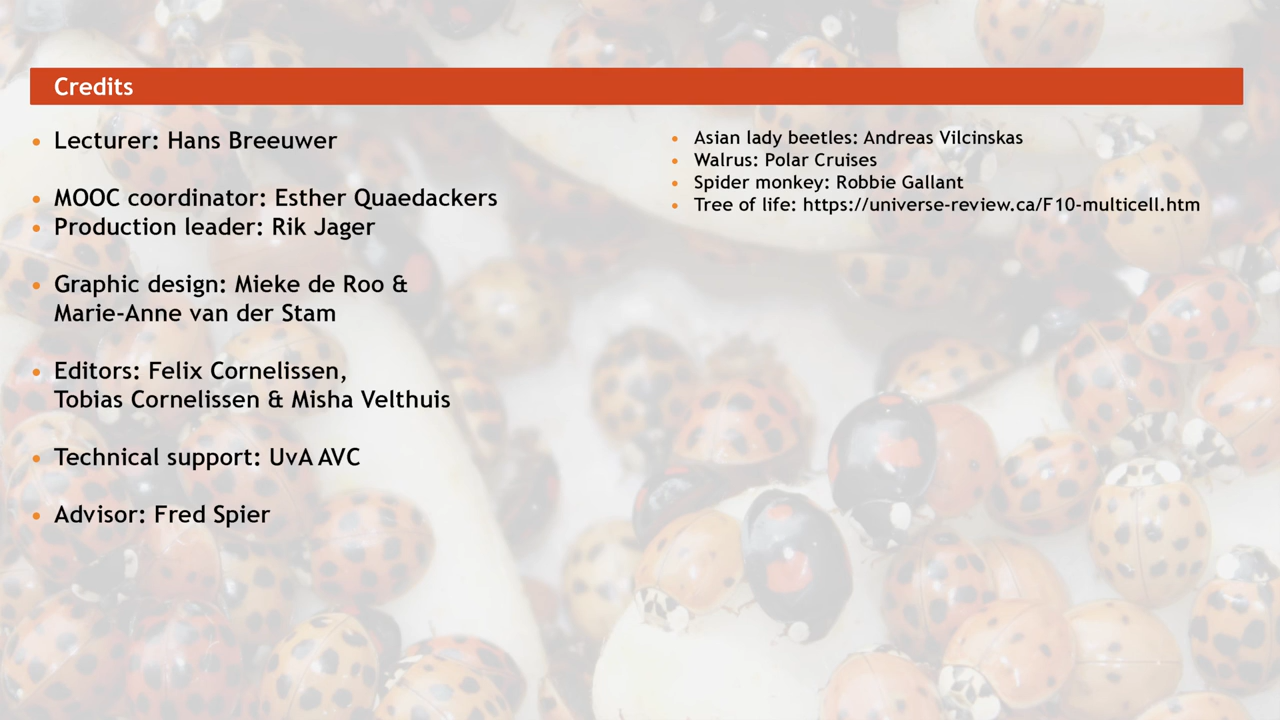 Credits
• Lecturer: Hans Breeuwer
• MOOC coordinator: Esther Quaedackers
• Production leader: Rik Jager
• Graphic design: Mieke de Roo &
Marie-Anne van der Stam
• Editors: Felix Cornelissen,
Tobias Cornelissen & Misha Velthuis
• Technical support: UvA AVC
• Advisor: Fred Spier
• Asian lady beetles: Andreas Vilcinskas
• Walrus: Polar Cruises
• Spider monkey: Robbie Gallant
• Tree of life: https://universe-review.ca/F10-multicell.htm